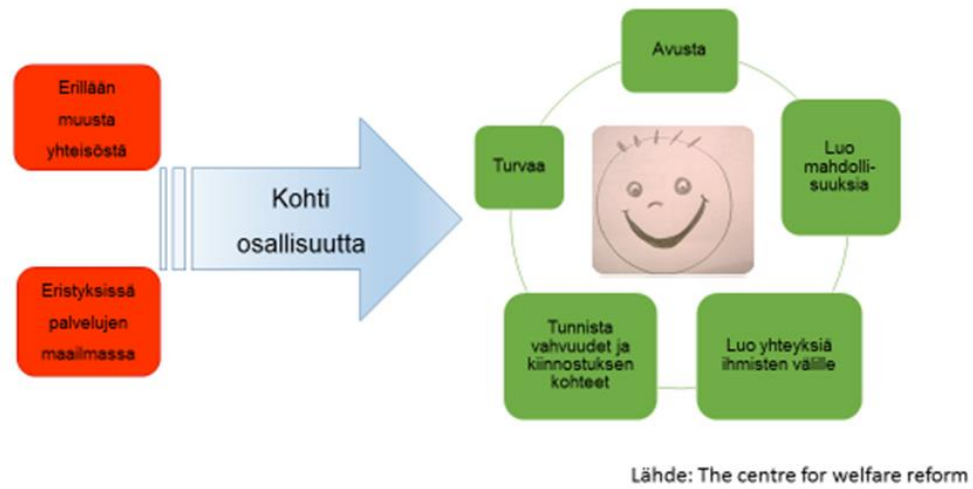 Erillään
muusta
yhteisöstä
Eristyksissä
palvelujen
maailmassa
Kohti
osallisuutta
Avusta
Luo
mahdolli-
suuksia
Luo yhteyksiä
ihmisten välille
Tunnista
vahvuudet ja
kiinnostuksen
kohteet
Turvaa
Lähde: The centre for welfare reform